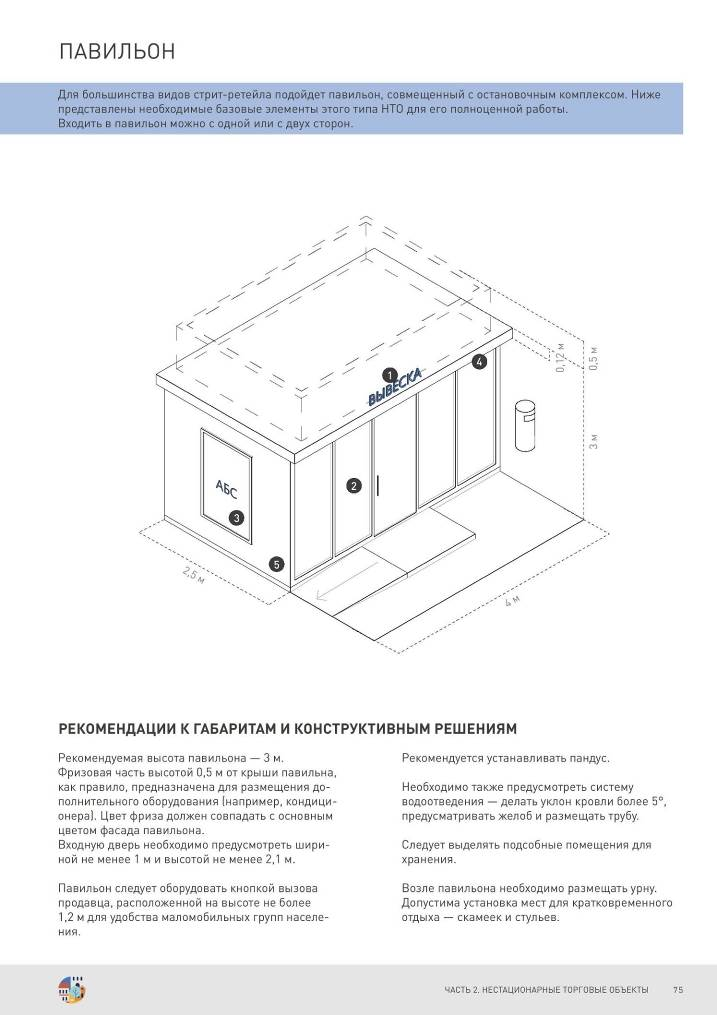 ПАВИЛЬОН
Для большинства видов стрит-ретейла подойдет павильон, совмещенный с остановочным комплексом. Ниже
представлены необходимые базовые элементы этого типа НТО для его полноценной работы.
Входить в павильон можно с одной или с двух сторон.
0,12 м
0,5 м
1
4
ВЫВЕСКА
3 м
2
АБС
3
5
2,5 м
4 м
РЕКОМЕНДАЦИИ К ГАБАРИТАМ И КОНСТРУКТИВНЫМ РЕШЕНИЯМ
Рекомендуемая высота павильона — 3 м.
Фризовая часть высотой 0,5 м от крыши павильна,
как правило, предназначена для размещения до-
полнительного оборудования (например, кондици-
онера). Цвет фриза должен совпадать с основным
цветом фасада павильона.
Входную дверь необходимо предусмотреть шири-
ной не менее 1 м и высотой не менее 2,1 м.
Павильон следует оборудовать кнопкой вызова
продавца, расположенной на высоте не более
1,2 м для удобства маломобильных групп населе-
ния.
Рекомендуется устанавливать пандус.
Необходимо также предусмотреть систему
водоотведения — делать уклон кровли более 5°,
предусматривать желоб и размещать трубу.
Следует выделять подсобные помещения для
хранения.
Возле павильона необходимо размещать урну.
Допустима установка мест для кратковременного
отдыха — скамеек и стульев.
ЧАСТЬ 2. НЕСТАЦИОНАРНЫЕ ТОРГОВЫЕ ОБЪЕКТЫ 75